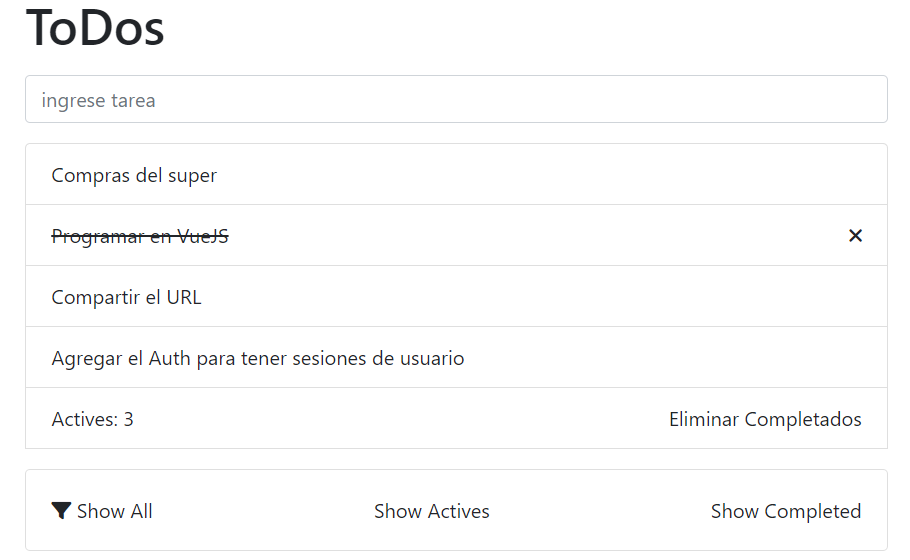 ToDos
ingrese tarea
Compras del super
Programar en VueJS
Compartir el URL
Agregar el Auth para tener sesiones de usuario
Actives: 3 Eliminar Completados
Show All Show Actives Show Completed